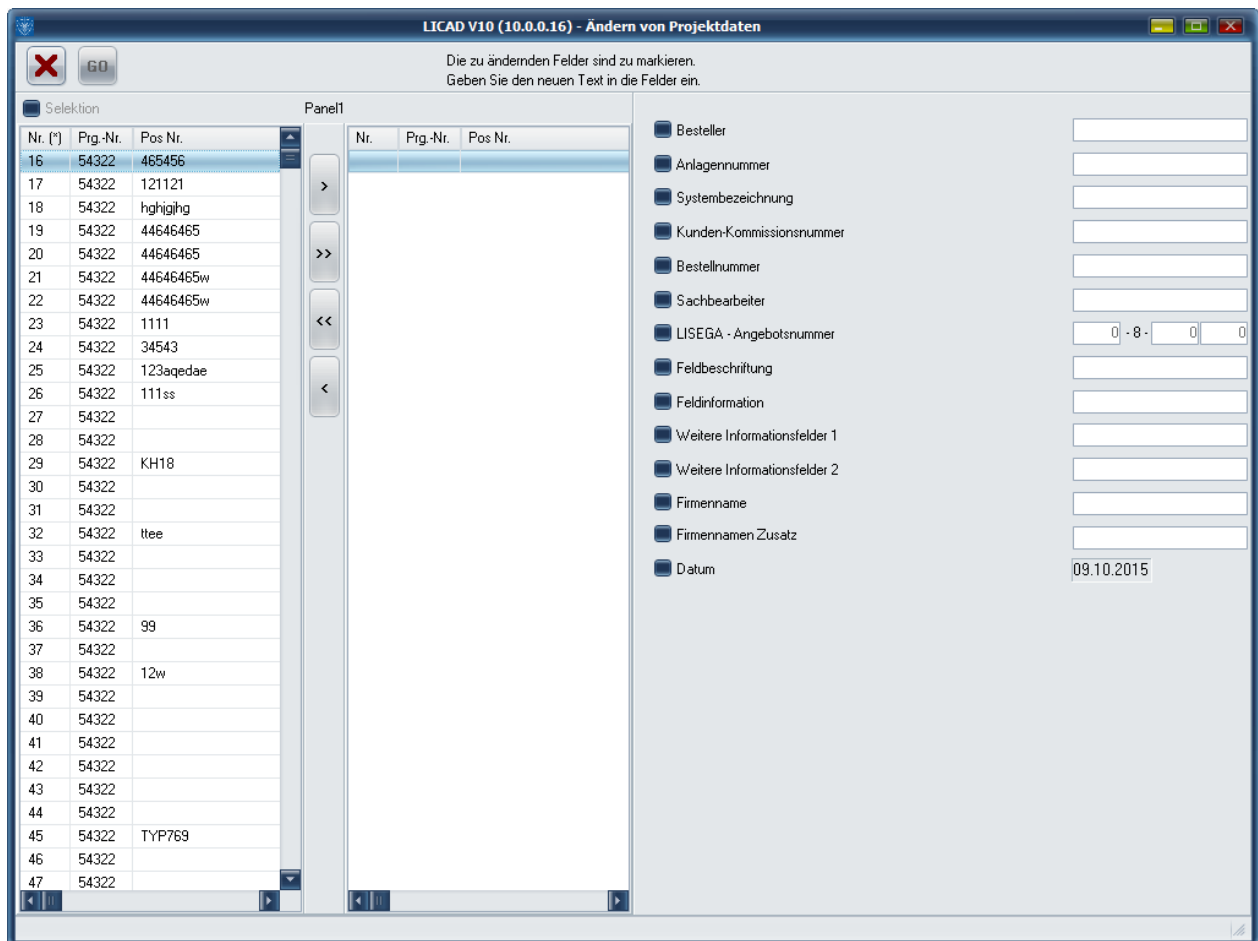 LICAD V10 (10.0.0.16) - Ändern von Projektdaten
GO
Die zu ändernden Felder sind zu markieren.
Geben Sie den neuen Text in die Felder ein.
Selektion
Panel1
Nr. (*) Prg.-Nr. Pos Nr.
16 54322 465456
17 54322 121121
18 54322 hghjgjhg
19 54322 44646465
20 54322 44646465
21 54322 44646465w
22 54322 44646465w
23 54322 1111
24 54322 34543
25 54322 123aqedae
26 54322 111ss
27 54322
28 54322
29 54322 KH18
30 54322
31 54322
32 54322 ttee
33 54322
34 54322
35 54322
36 54322 99
37 54322
38 54322 12w
39 54322
40 54322
41 54322
42 54322
43 54322
44 54322
45 54322 TYP769
46 54322
47 54322
>
>>
<<
<
Nr. Prg.-Nr. Pos Nr.
Besteller
Anlagennummer
Systembezeichnung
Kunden-Kommissionsnummer
Bestellnummer
Sachbearbeiter
LISEGA - Angebotsnummer 0 - 8 - 0 0
Feldbeschriftung
Feldinformation
Weitere Informationsfelder 1
Weitere Informationsfelder 2
Firmenname
Firmennamen Zusatz
Datum 09.10.2015